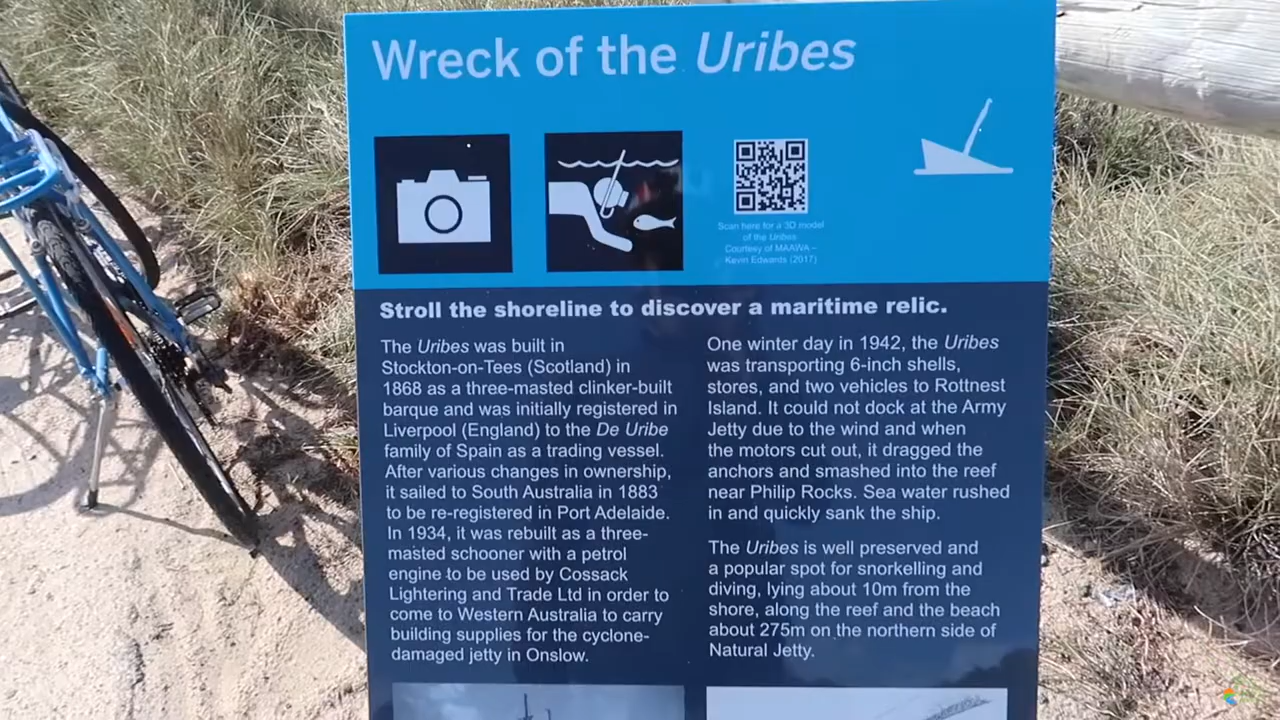 Wreck of the Uribes
Scan here for a 3D model
of the Uribes
Courtesy of MAAWA –
Kevin Edwards (2017)
Stroll the shoreline to discover a maritime relic.
The Uribes was built in
Stockton-on-Tees (Scotland) in
1868 as a three-masted clinker-built
barque and was initially registered in
Liverpool (England) to the De Uribe
family of Spain as a trading vessel.
After various changes in ownership,
it sailed to South Australia in 1883
to be re-registered in Port Adelaide.
In 1934, it was rebuilt as a three-
masted schooner with a petrol
engine to be used by Cossack
Lightering and Trade Ltd in order to
come to Western Australia to carry
building supplies for the cyclone-
damaged jetty in Onslow.
One winter day in 1942, the Uribes
was transporting 6-inch shells,
stores, and two vehicles to Rottnest
Island. It could not dock at the Army
Jetty due to the wind and when
the motors cut out, it dragged the
anchors and smashed into the reef
near Philip Rocks. Sea water rushed
in and quickly sank the ship.
The Uribes is well preserved and
a popular spot for snorkelling and
diving, lying about 10m from the
shore, along the reef and the beach
about 275m on the northern side of
Natural Jetty.